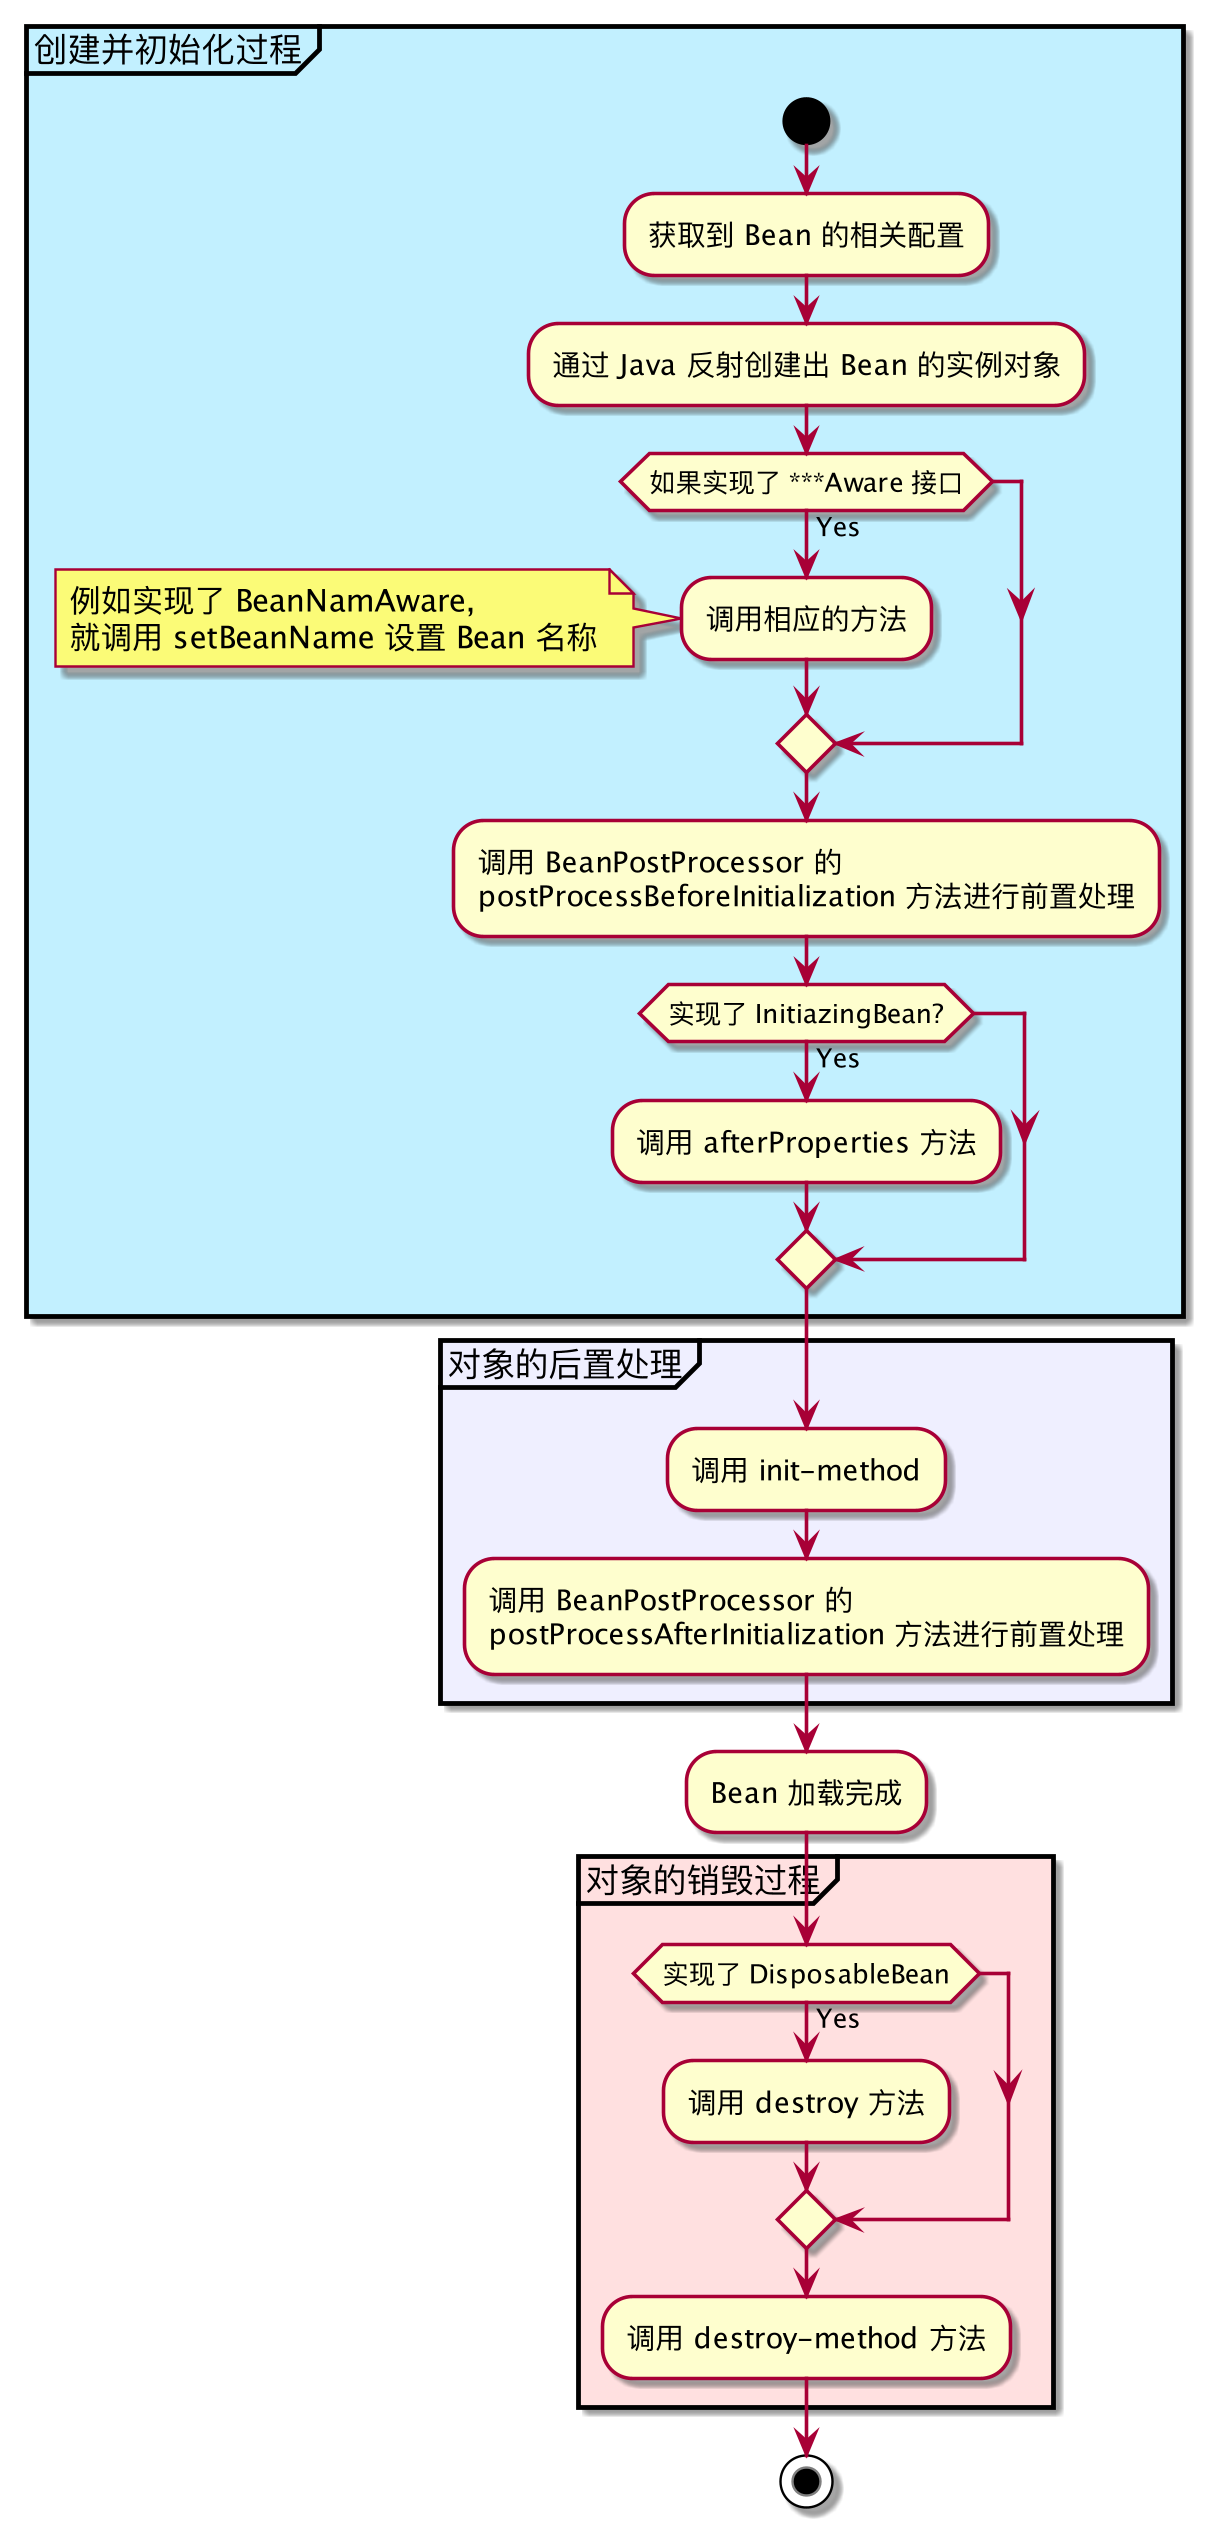 创建并初始化过程
获取到 Bean 的相关配置
通过 Java 反射创建出 Bean 的实例对象
如果实现了 ***Aware 接口
Yes
例如实现了 BeanNamAware,
就调用 setBeanName 设置 Bean 名称
调用相应的方法
调用 BeanPostProcessor 的
postProcessBeforeInitialization 方法进行前置处理
实现了 InitiazingBean?
Yes
调用 afterProperties 方法
对象的后置处理
调用 init-method
调用 BeanPostProcessor 的
postProcessAfterInitialization 方法进行前置处理
Bean 加载完成
对象的销毁过程
实现了 DisposableBean
Yes
调用 destroy 方法
调用 destroy-method 方法